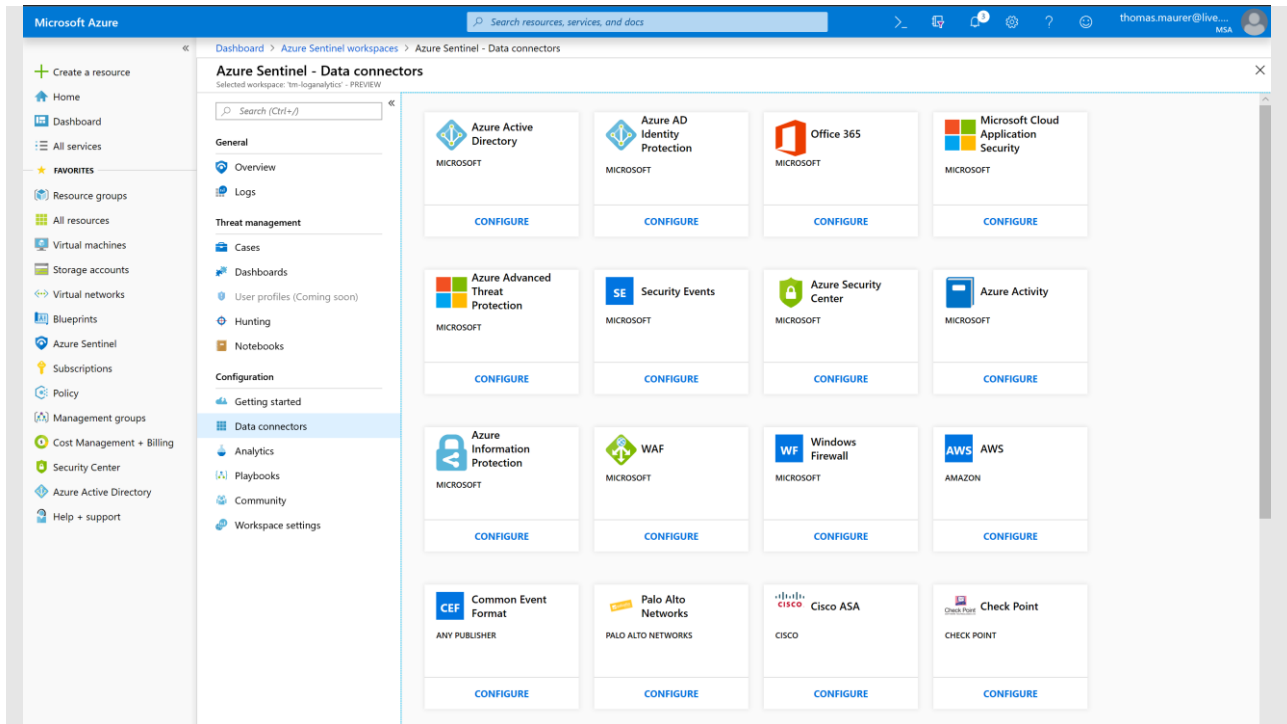 Microsoft Azure
Search resources, services, and docs
3
thomas.maurer@live....
MSA
Dashboard > Azure Sentinel workspaces > Azure Sentinel - Data connectors
Azure Sentinel - Data connectors
Selected workspace: 'tm-loganalytics' - PREVIEW
Create a resource
Home
Dashboard
All services
FAVORITES
Resource groups
All resources
Virtual machines
Storage accounts
Virtual networks
Blueprints
Azure Sentinel
Subscriptions
Policy
Management groups
Cost Management + Billing
Security Center
Azure Active Directory
Help + support
Search (Ctrl+/)
General
Overview
Logs
Threat management
Cases
Dashboards
User profiles (Coming soon)
Hunting
Notebooks
Configuration
Getting started
Data connectors
Analytics
Playbooks
Community
Workspace settings
Azure Active
Directory
MICROSOFT
CONFIGURE
Azure AD
Identity
Protection
MICROSOFT
CONFIGURE
Office 365
MICROSOFT
CONFIGURE
Microsoft Cloud
Application
Security
MICROSOFT
CONFIGURE
Azure Advanced
Threat
Protection
MICROSOFT
CONFIGURE
SE
Security Events
MICROSOFT
CONFIGURE
Azure Security
Center
MICROSOFT
CONFIGURE
Azure Activity
MICROSOFT
CONFIGURE
Azure
Information
Protection
MICROSOFT
CONFIGURE
WAF
MICROSOFT
CONFIGURE
WF
Windows
Firewall
MICROSOFT
CONFIGURE
AWS
AWS
AMAZON
CONFIGURE
CEF
Common Event
Format
ANY PUBLISHER
CONFIGURE
Palo Alto
Networks
PALO ALTO NETWORKS
CONFIGURE
CISCO
Cisco ASA
CISCO
CONFIGURE
Check Point
Check Point
CHECK POINT
CONFIGURE